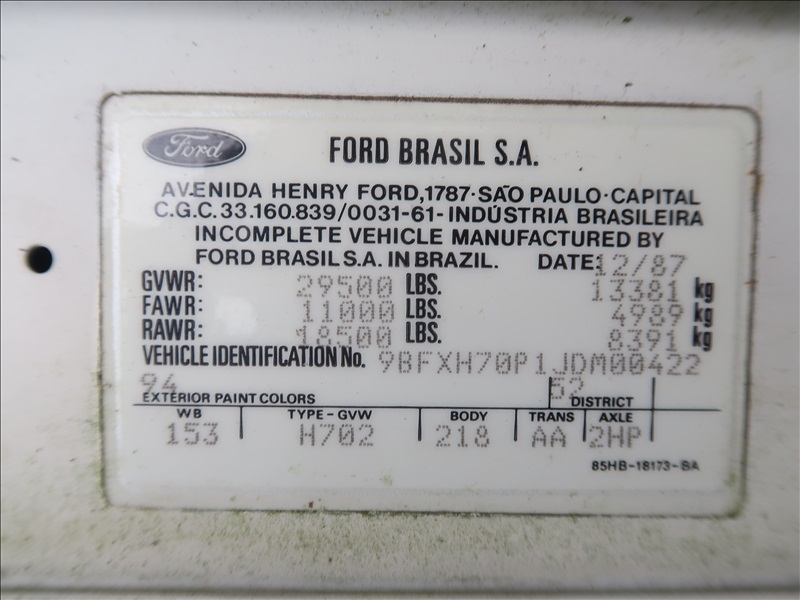 Ford FORD BRASIL S.A.
AVENIDA HENRY FORD,1787-SAO PAULO-CAPITAL
C.G.C.33.160.839/0031-61-INDÚSTRIA BRASILEIRA
INCOMPLETE VEHICLE MANUFACTURED BY
FORD BRASIL S.A. IN BRAZIL. DATE: 12/87
GVWR: 29500 LBS. 13381 kg
FAWR: 11000 LBS. 4989 kg
RAWR: 18500 LBS. 8391 kg
VEHICLE IDENTIFICATION No. 9BFXH70P1JDM00422
94 52
EXTERIOR PAINT COLORS DISTRICT
WB TYPE-GVW BODY TRANS AXLE
153 H702 218 AA 2HP
85HB-18173-BA